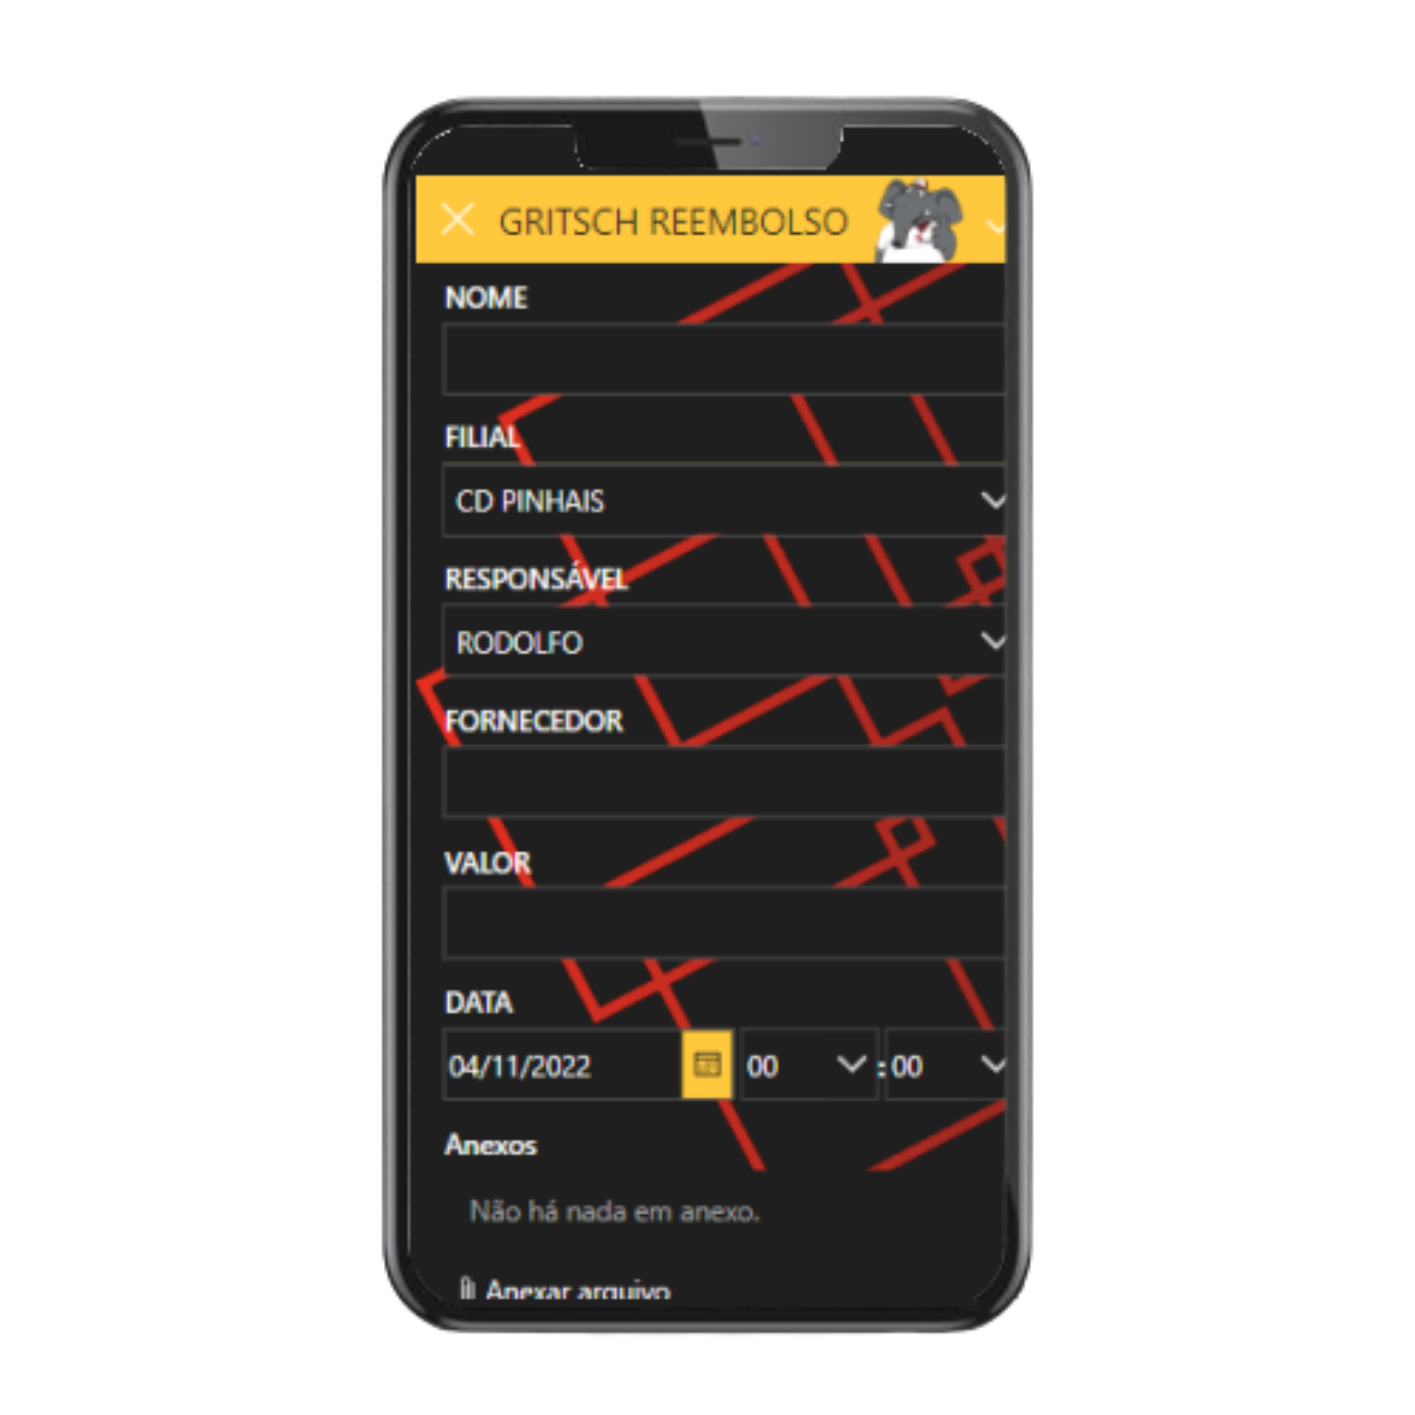 GRITSCH REEMBOLSO
NOME
FILIAL
CD PINHAIS
RESPONSÁVEL
RODOLFO
FORNECEDOR
VALOR
DATA
04/11/2022 00 : 00
Anexos
Não há nada em anexo.
Anexar arquivo